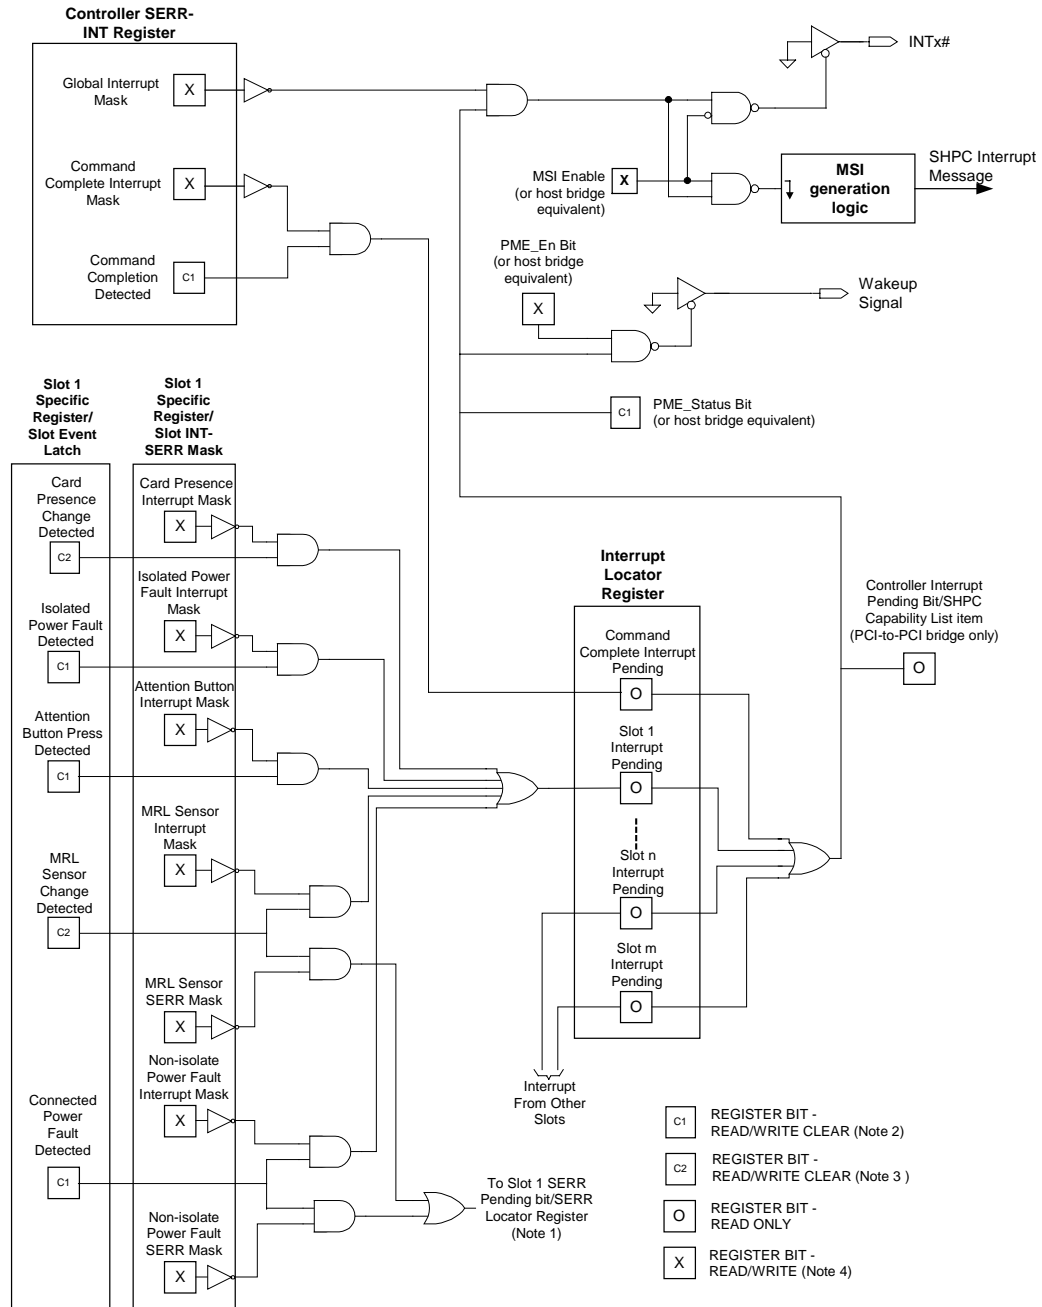 Controller SERR-
INT Register
Global Interrupt
Mask
X
Command
Complete Interrupt
Mask
X
Command
Completion
Detected
C1
INTx#
MSI Enable
(or host bridge
equivalent)
X
MSI
generation
logic
SHPC Interrupt
Message
PME_En Bit
(or host bridge
equivalent)
X
Wakeup
Signal
C1
PME_Status Bit
(or host bridge equivalent)
Slot 1
Specific
Register/
Slot Event
Latch
Slot 1
Specific
Register/
Slot INT-
SERR Mask
Card
Presence
Change
Detected
C2
Card Presence
Interrupt Mask
X
Isolated
Power Fault
Detected
C1
Isolated Power
Fault Interrupt
Mask
X
Attention
Button Press
Detected
C1
Attention Button
Interrupt Mask
X
MRL
Sensor
Change
Detected
C2
MRL Sensor
Interrupt
Mask
X
MRL Sensor
SERR Mask
X
Connected
Power
Fault
Detected
C1
Non-isolate
Power Fault
Interrupt Mask
X
Non-isolate
Power Fault
SERR Mask
X
To Slot 1 SERR
Pending bit/SERR
Locator Register
(Note 1)
Interrupt
Locator
Register
Command
Complete Interrupt
Pending
O
Slot 1
Interrupt
Pending
O
Slot n
Interrupt
Pending
O
Slot m
Interrupt
Pending
O
Interrupt
From Other
Slots
Controller Interrupt
Pending Bit/SHPC
Capability List item
(PCI-to-PCI bridge only)
O
C1
REGISTER BIT -
READ/WRITE CLEAR (Note 2)
C2
REGISTER BIT -
READ/WRITE CLEAR (Note 3 )
O
REGISTER BIT -
READ ONLY
X
REGISTER BIT -
READ/WRITE (Note 4)